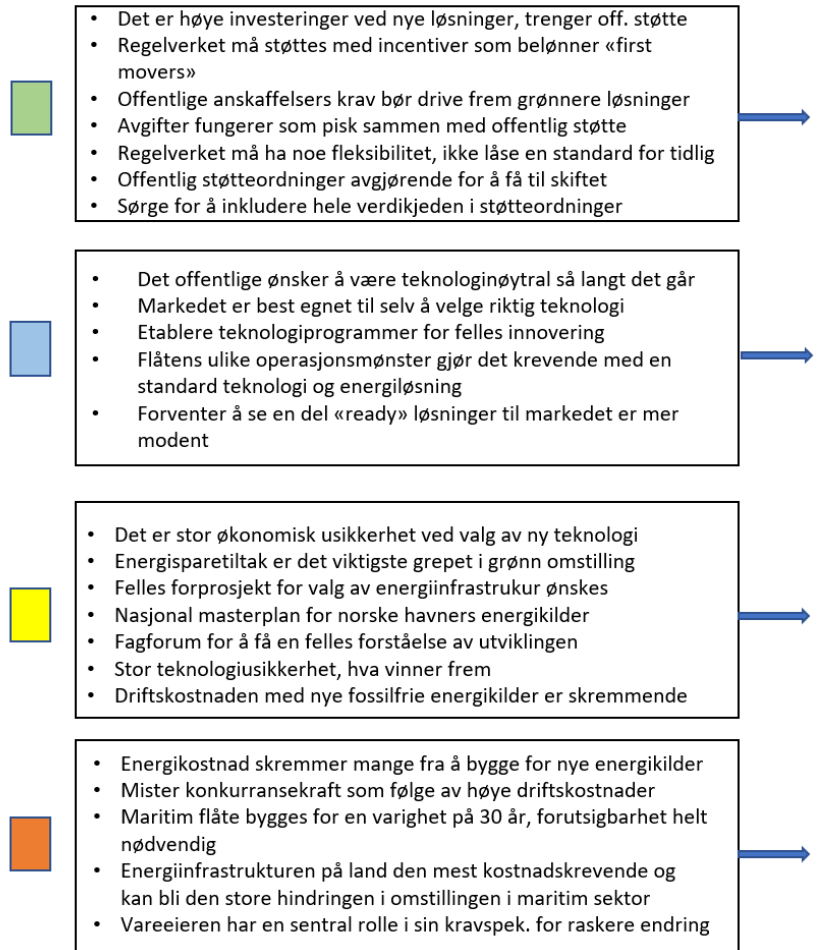 • Det er høye investeringer ved nye løsninger, trenger off. støtte
• Regelverket må støttes med incentiver som belønner «first
movers»
• Offentlige anskaffelsers krav bør drive frem grønnere løsninger
• Avgifter fungerer som pisk sammen med offentlig støtte
• Regelverket må ha noe fleksibilitet, ikke låse en standard for tidlig
• Offentlig støtteordninger avgjørende for å få til skiftet
• Sørge for å inkludere hele verdikjeden i støtteordninger
• Det offentlige ønsker å være teknologinøytral så langt det går
• Markedet er best egnet til selv å velge riktig teknologi
• Etablere teknologiprogrammer for felles innovering
• Flåtens ulike operasjonsmønster gjør det krevende med en
standard teknologi og energiløsning
• Forventer å se en del «ready» løsninger til markedet er mer
modent
• Det er stor økonomisk usikkerhet ved valg av ny teknologi
• Energisparetiltak er det viktigste grepet i grønn omstilling
• Felles forprosjekt for valg av energiinfrastrukur ønskes
• Nasjonal masterplan for norske havners energikilder
• Fagforum for å få en felles forståelse av utviklingen
• Stor teknologiusikkerhet, hva vinner frem
• Driftskostnaden med nye fossilfrie energikilder er skremmende
• Energikostnad skremmer mange fra å bygge for nye energikilder
• Mister konkurransekraft som følge av høye driftskostnader
• Maritim flåte bygges for en varighet på 30 år, forutsigbarhet helt
nødvendig
• Energiinfrastrukturen på land den mest kostnadskrevende og
kan bli den store hindringen i omstillingen i maritim sektor
• Vareeieren har en sentral rolle i sin kravspek. for raskere endring